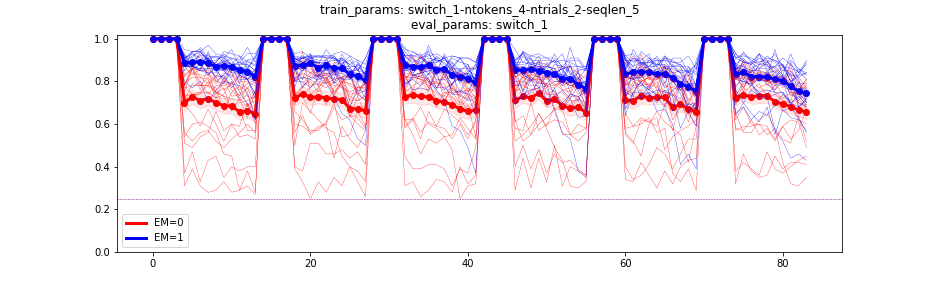 train_params: switch_1-ntokens_4-ntrials_2-seqlen_5
eval_params: switch_1
1.0
0.8
0.6
0.4
0.2
0.0
EM=0
EM=1
0 20 40 60 80